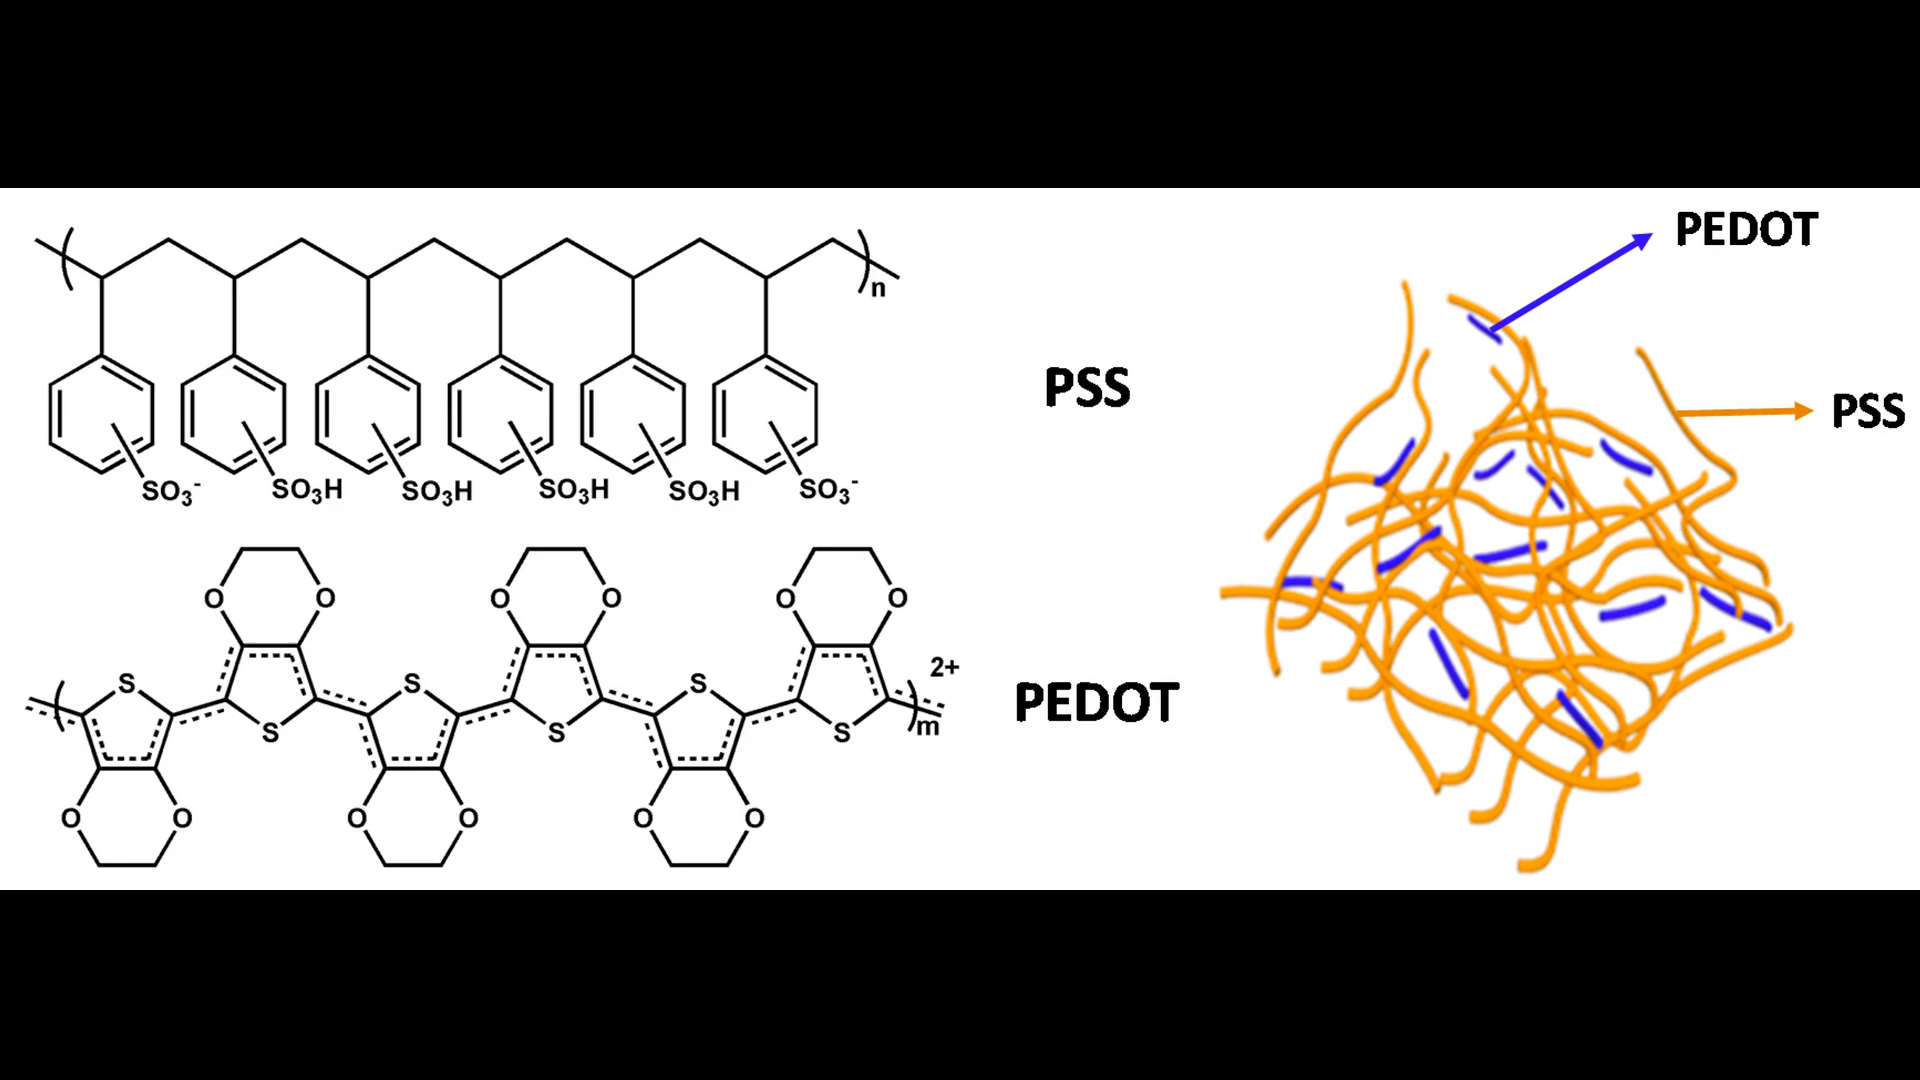 n
SO₃⁻ SO₃H SO₃H SO₃H SO₃H SO₃⁻
PSS
O O O O O O
2+
S S S
S S S
m
O O O O O O
PEDOT
PEDOT
PSS